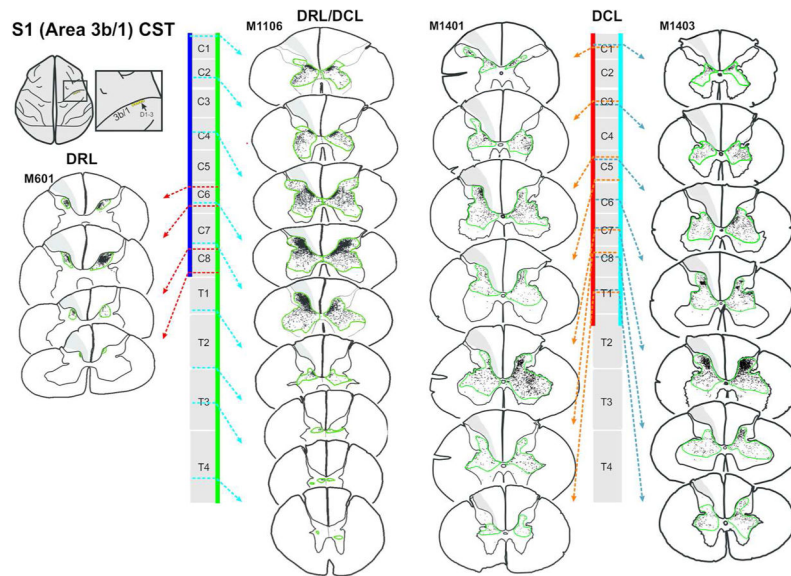 S1 (Area 3b/1) CST
3b/1
D1-3
DRL
M601
DRL/DCL
M1106
C1
C2
C3
C4
C5
C6
C7
C8
T1
T2
T3
T4
DCL
M1401
M1403
C1
C2
C3
C4
C5
C6
C7
C8
T1
T2
T3
T4